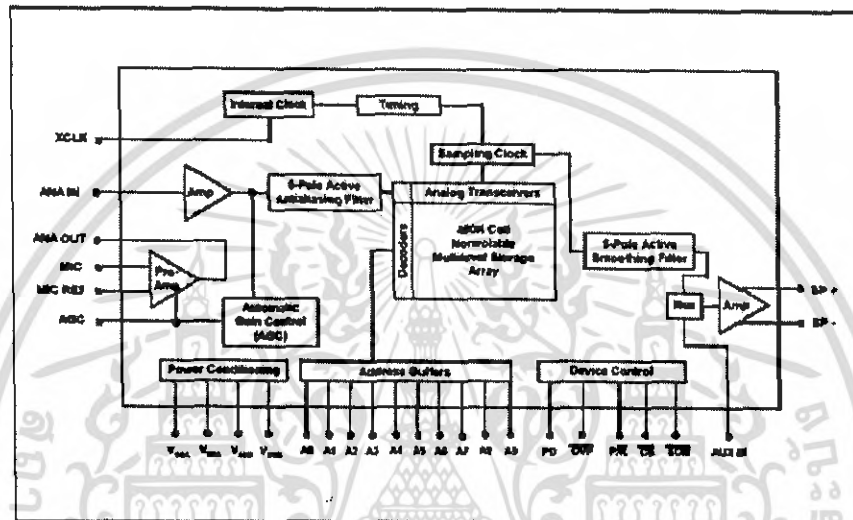 Internal Clock
Timing
XCLK
Sampling Clock
ANA IN
Amp
5-Pole Active
Antialiasing Filter
Analog Transceivers
ANA OUT
Decoders
Cell
Nonvolatile
Multilevel Storage
Array
5-Pole Active
Smoothing Filter
MIC
Pre-
Amp
MIC REF
AGC
Automatic
Gain Control
(AGC)
Mux
Amp
SP +
SP -
Power Conditioning
Address Buffers
Device Control
A0 A1 A2 A3 A4 A5 A6 A7 A8 A9
PD OVF P/R CE EOM AUX IN